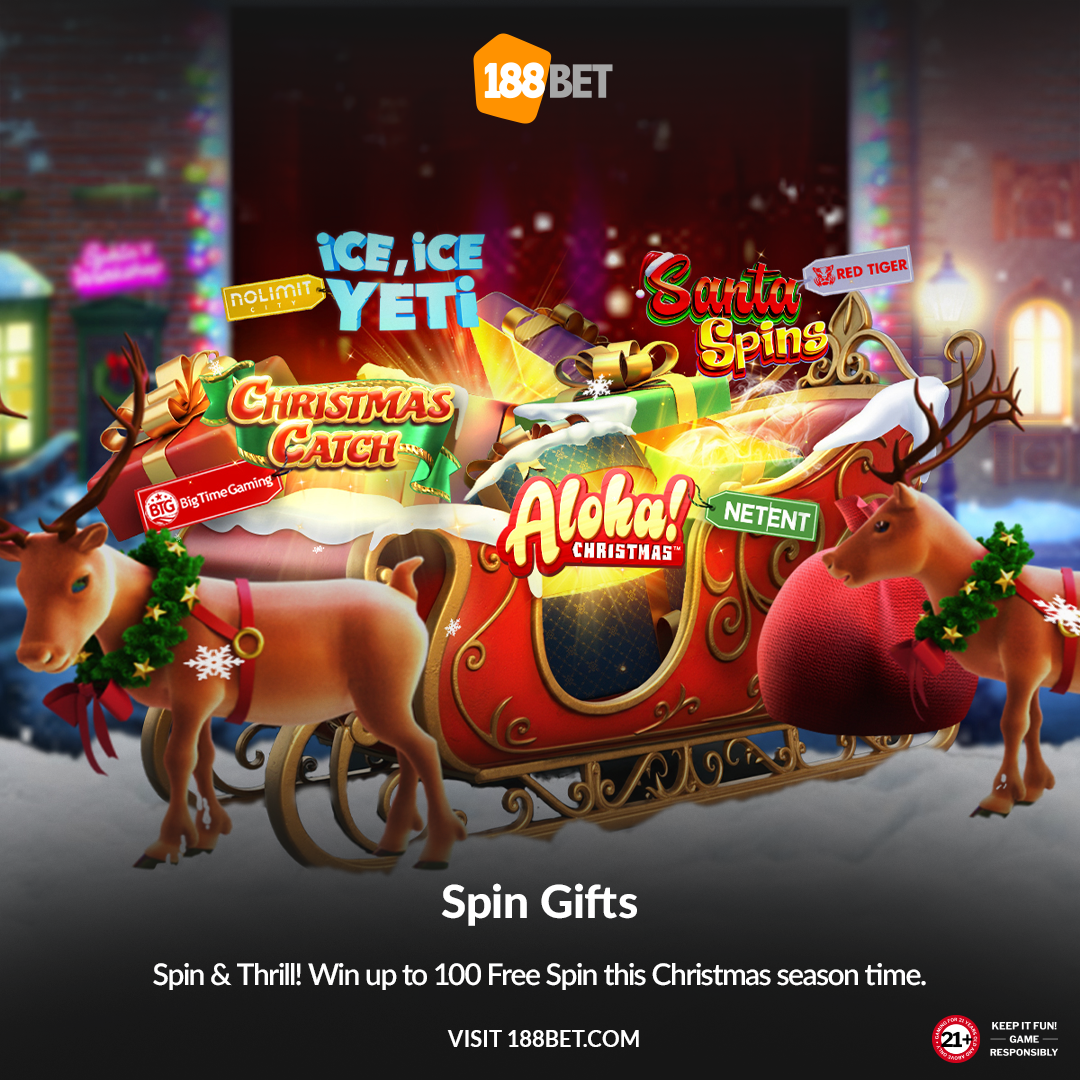 188BET
iCE, iCE
YETi
NOLIMIT
CITY
Santa
Spins
RED TIGER
CHRISTMAS
CATCH
BTG BigTimeGaming
Aloha!
CHRISTMAS™
NETENT
Spin Gifts
Spin & Thrill! Win up to 100 Free Spin this Christmas season time.
VISIT 188BET.COM
21+
KEEP IT FUN!
GAME
RESPONSIBLY